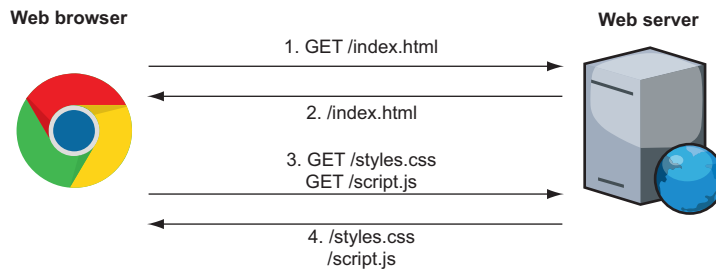 Web browser
Web server
1. GET /index.html
2. /index.html
3. GET /styles.css
GET /script.js
4. /styles.css
/script.js